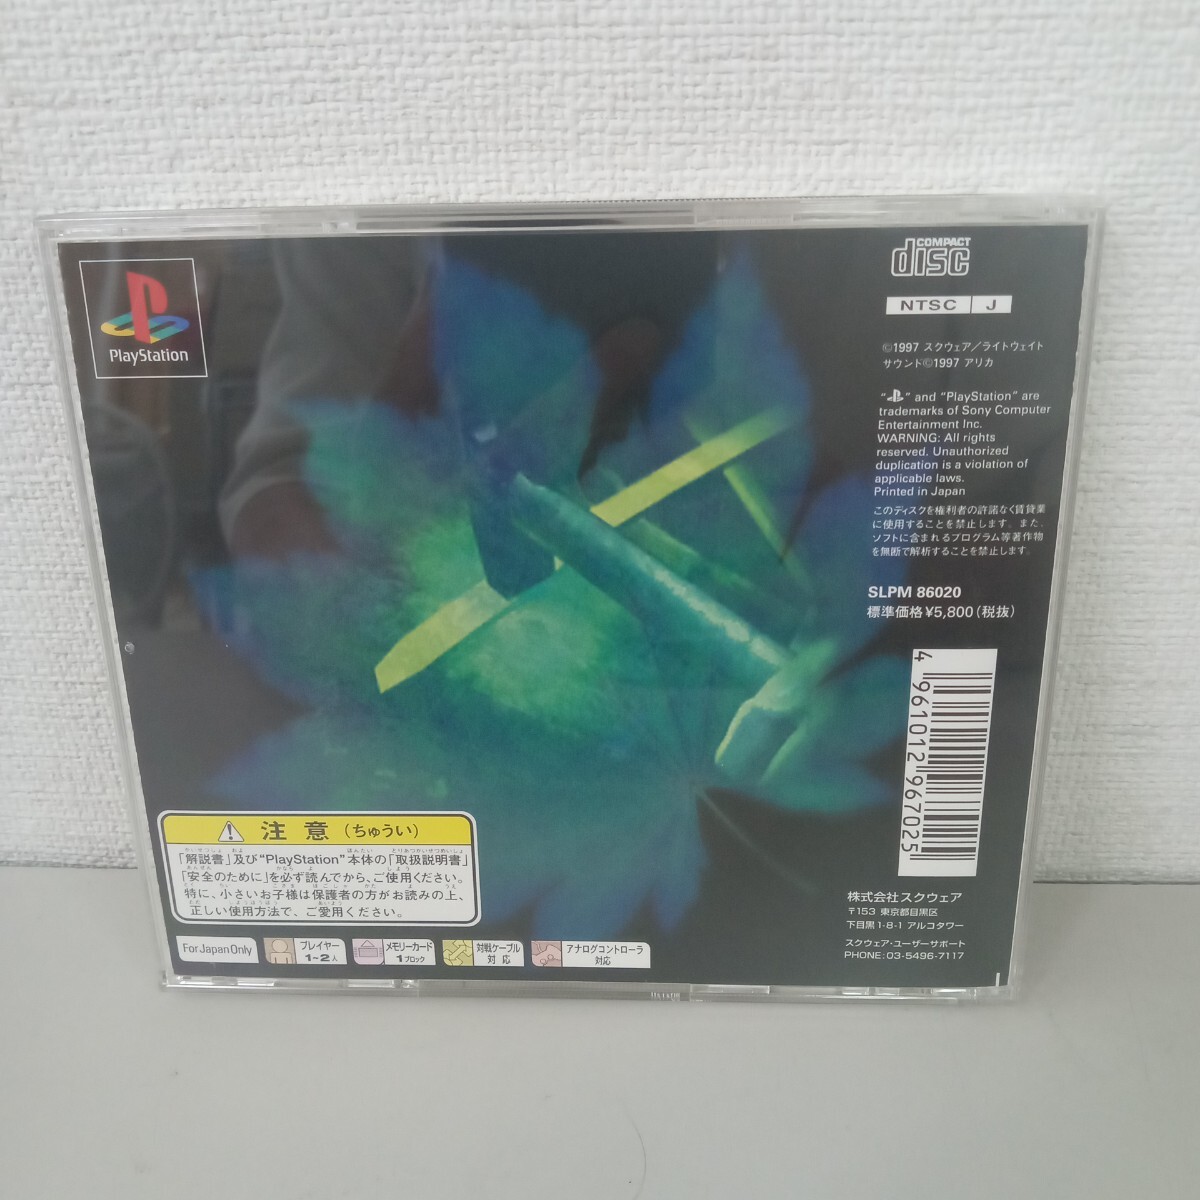 PlayStation
COMPACT
disc
NTSC J
©1997 スクウェア/ライトウェイト
サウンド©1997 アリカ
" " and "PlayStation" are
trademarks of Sony Computer
Entertainment Inc.
WARNING: All rights
reserved. Unauthorized
duplication is a violation of
applicable laws.
Printed in Japan
このディスクを権利者の許諾なく賃貸業
に使用することを禁止します。また、
ソフトに含まれるプログラム等著作物
を無断で解析することを禁止します。
SLPM 86020
標準価格¥5,800(税抜)
4 961012 967025
注意(ちゅうい)
「解説書」及び"PlayStation"本体の「取扱説明書」
「安全のために」を必ず読んでから、ご使用ください。
特に、小さいお子様は保護者の方がお読みの上、
正しい使用方法で、ご愛用ください。
For Japan Only
プレイヤー
1~2人
メモリーカード
1ブロック
対戦ケーブル
対応
アナログコントローラ
対応
株式会社スクウェア
〒153 東京都目黒区
下目黒1-8-1 アルコタワー
スクウェア・ユーザーサポート
PHONE: 03-5496-7117